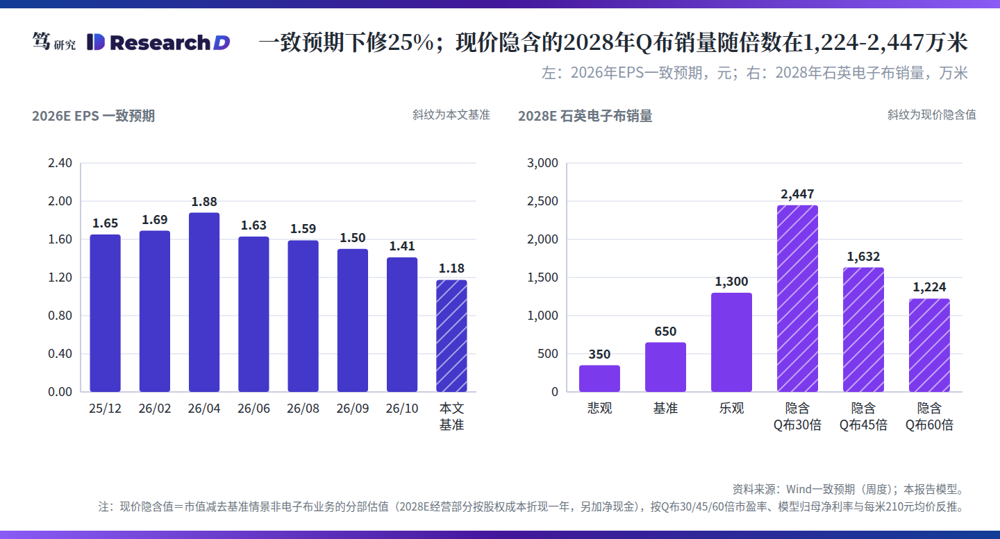 笃 研究 ResearchD
一致预期下修25%；现价隐含的2028年Q布销量随倍数在1,224-2,447万米
左：2026年EPS一致预期，元；右：2028年石英电子布销量，万米
2026E EPS 一致预期
斜纹为本文基准
2.40
2.00
1.60
1.20
0.80
0.40
0.00
1.65
1.69
1.88
1.63
1.59
1.50
1.41
1.18
25/12
26/02
26/04
26/06
26/08
26/09
26/10
本文
基准
2028E 石英电子布销量
斜纹为现价隐含值
3,000
2,500
2,000
1,500
1,000
500
0
350
650
1,300
2,447
1,632
1,224
悲观
基准
乐观
隐含
Q布30倍
隐含
Q布45倍
隐含
Q布60倍
资料来源：Wind一致预期（周度）；本报告模型。
注：现价隐含值＝市值减去基准情景非电子布业务的分部估值（2028E经营部分按股权成本折现一年，另加净现金），按Q布30/45/60倍市盈率、模型归母净利率与每米210元均价反推。